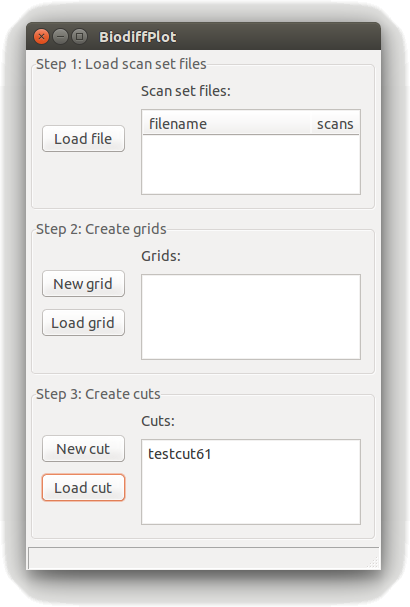 BiodiffPlot
Step 1: Load scan set files
Scan set files:
Load file
filename scans
Step 2: Create grids
Grids:
New grid
Load grid
Step 3: Create cuts
Cuts:
New cut
testcut61
Load cut